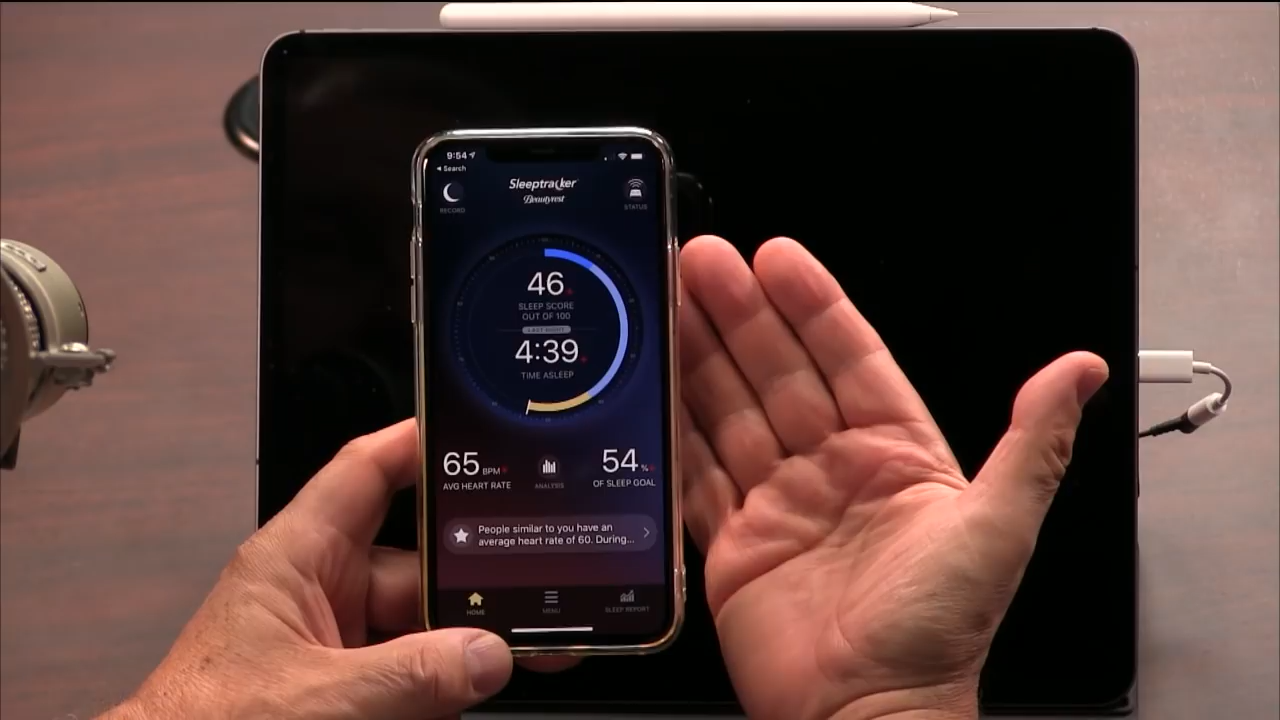 9:54
◀ Search
Sleeptracker
Beautyrest
RECORD
STATUS
46
SLEEP SCORE
OUT OF 100
LAST NIGHT
4:39
TIME ASLEEP
65 BPM
AVG HEART RATE
ANALYSIS
54 %
OF SLEEP GOAL
People similar to you have an
average heart rate of 60. During...
HOME
MENU
SLEEP REPORT